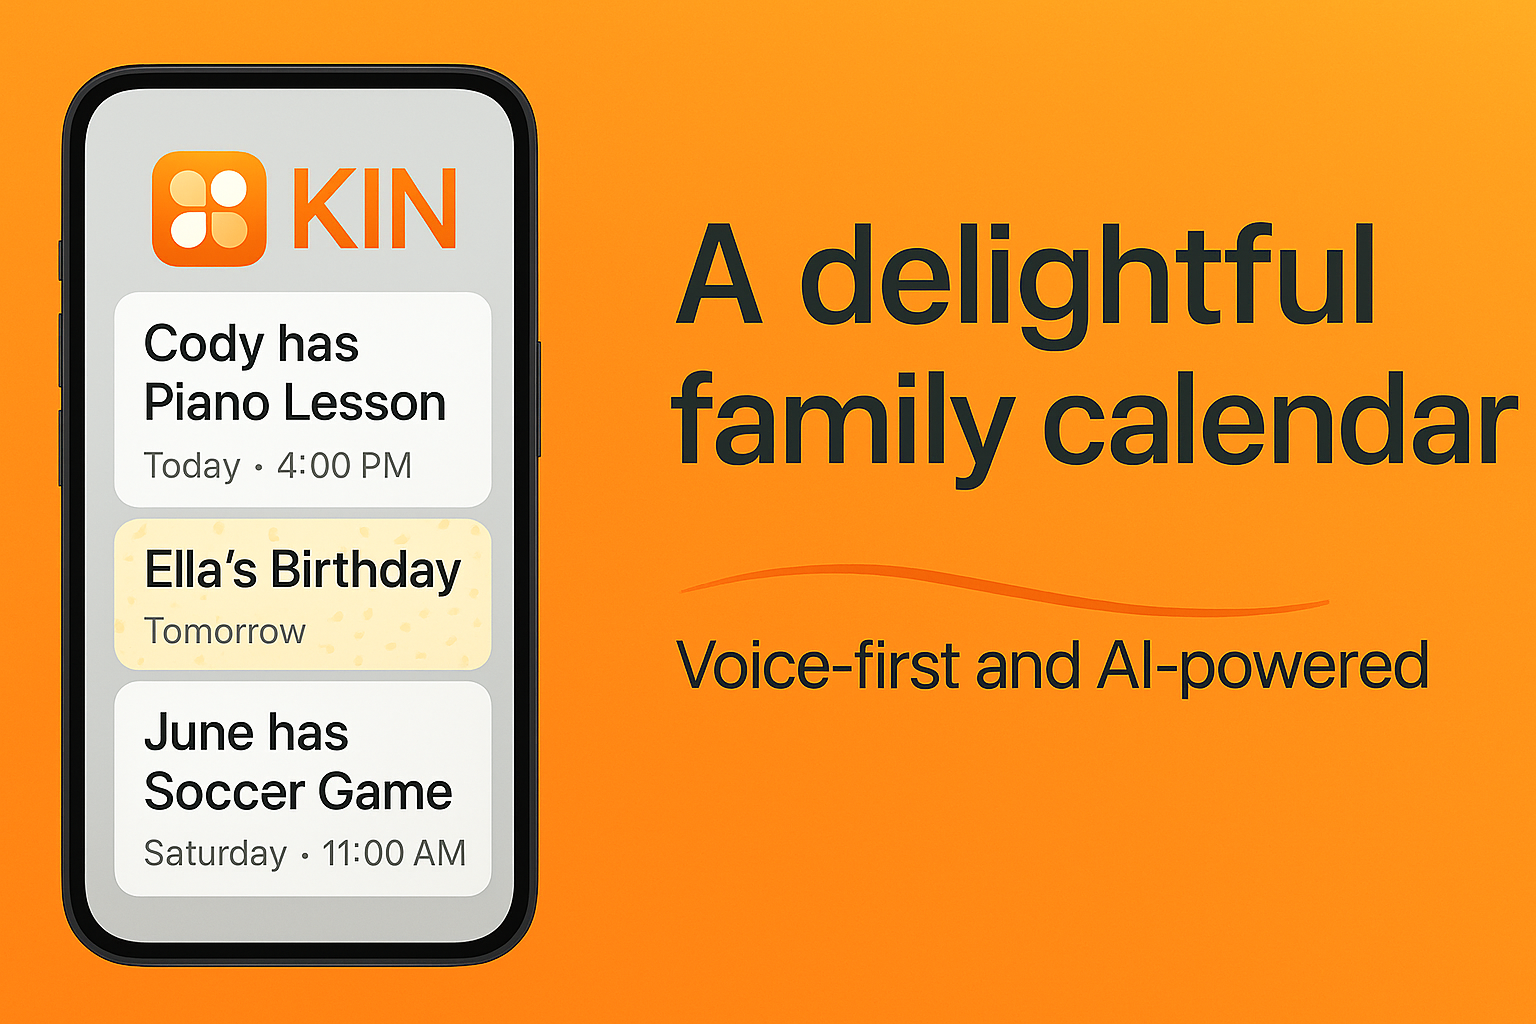 KIN
Cody has
Piano Lesson
Today • 4:00 PM
Ella’s Birthday
Tomorrow
June has
Soccer Game
Saturday • 11:00 AM
A delightful
family calendar
Voice-first and AI-powered